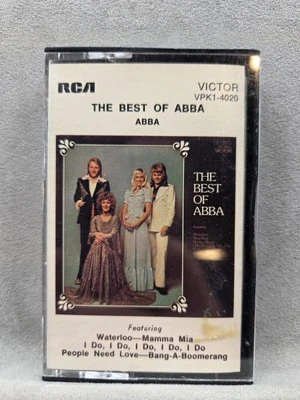 RCA
VICTOR
VPK1-4020
THE BEST OF ABBA
ABBA
THE
BEST
OF
ABBA
Featuring
Waterloo—Mamma Mia
I Do, I Do, I Do, I Do, I Do
People Need Love—Bang-A-Boomerang